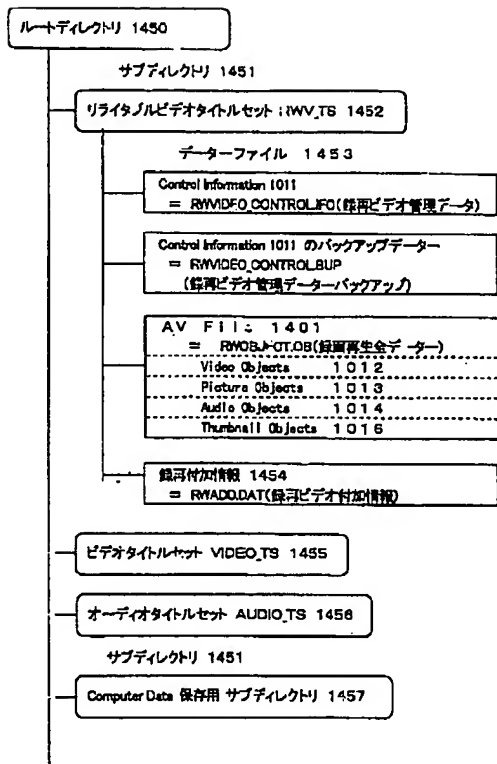 ルートディレクトリ 1450
サブディレクトリ 1451
リライタブルビデオタイトルセット RWV_TS 1452
データーファイル 1453
Control Information 1011
= RWVIDEO_CONTROL.IFO(録再ビデオ管理データ)
Control Information 1011 のバックアップデーター
= RWVIDEO_CONTROL.BUP
(録再ビデオ管理データーバックアップ)
AV File 1401
= RWOBJECT.OB(録画再生全データー)
Video Objects 1012
Picture Objects 1013
Audio Objects 1014
Thumbnail Objects 1016
録再付加情報 1454
= RWADD.DAT(録再ビデオ付加情報)
ビデオタイトルセット VIDEO_TS 1455
オーディオタイトルセット AUDIO_TS 1456
サブディレクトリ 1451
Computer Data 保存用 サブディレクトリ 1457